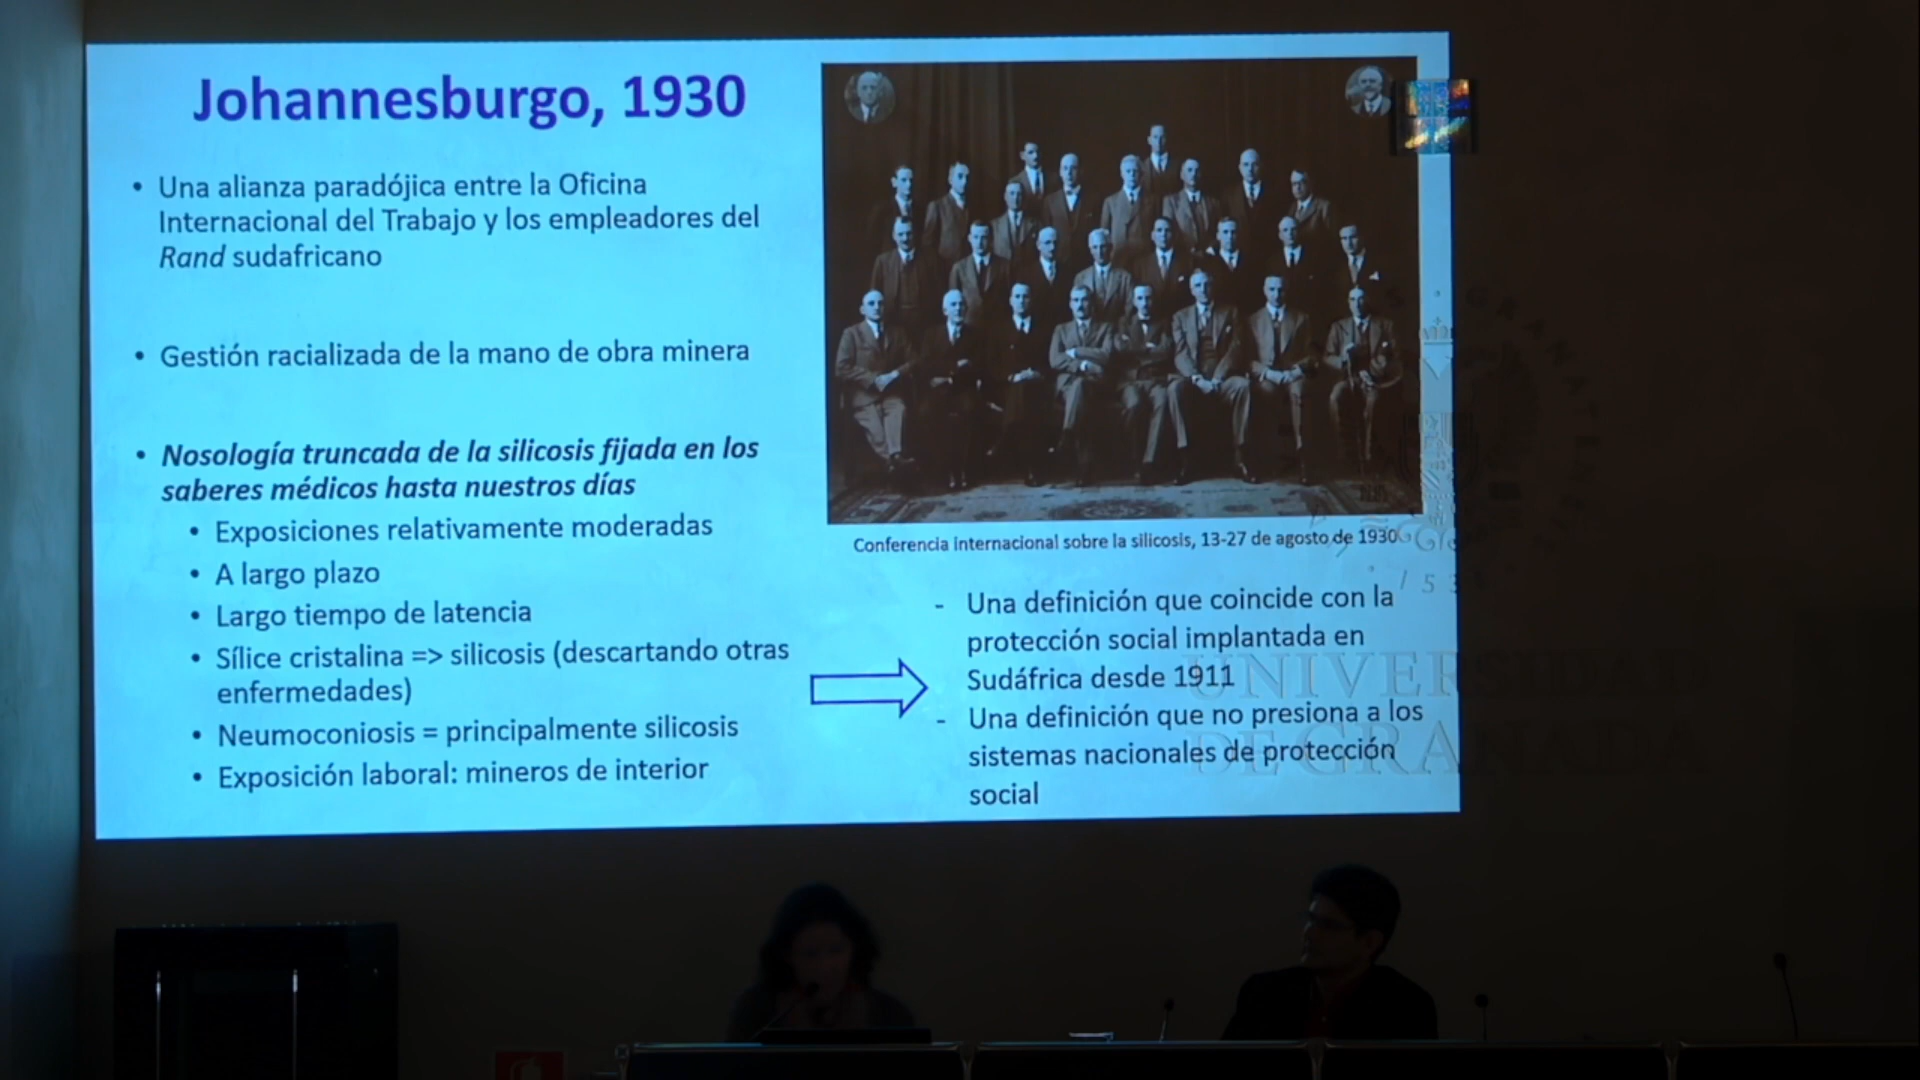 Johannesburgo, 1930
• Una alianza paradójica entre la Oficina
Internacional del Trabajo y los empleadores del
Rand sudafricano
• Gestión racializada de la mano de obra minera
• Nosología truncada de la silicosis fijada en los
saberes médicos hasta nuestros días
• Exposiciones relativamente moderadas
• A largo plazo
• Largo tiempo de latencia
• Sílice cristalina => silicosis (descartando otras
enfermedades)
• Neumoconiosis = principalmente silicosis
• Exposición laboral: mineros de interior
Conferencia internacional sobre la silicosis, 13-27 de agosto de 1930
- Una definición que coincide con la
protección social implantada en
Sudáfrica desde 1911
- Una definición que no presiona a los
sistemas nacionales de protección
social
UNIVERSIDAD
DE GRANADA